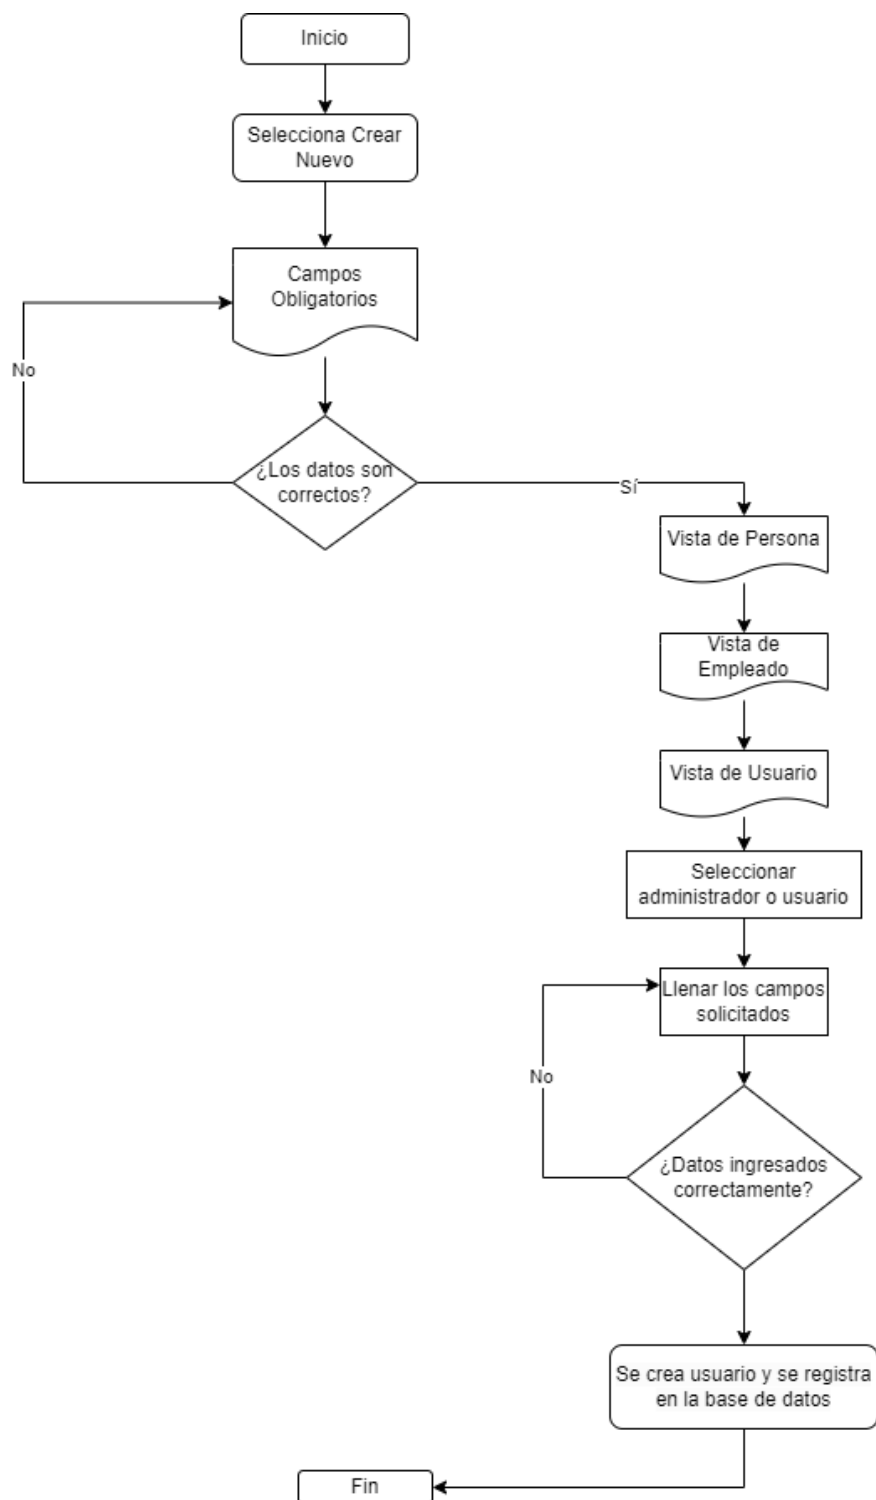 Inicio
Selecciona Crear
Nuevo
Campos
Obligatorios
No
¿Los datos son
correctos?
Sí
Vista de Persona
Vista de
Empleado
Vista de Usuario
Seleccionar
administrador o usuario
Llenar los campos
solicitados
No
¿Datos ingresados
correctamente?
Se crea usuario y se registra
en la base de datos
Fin